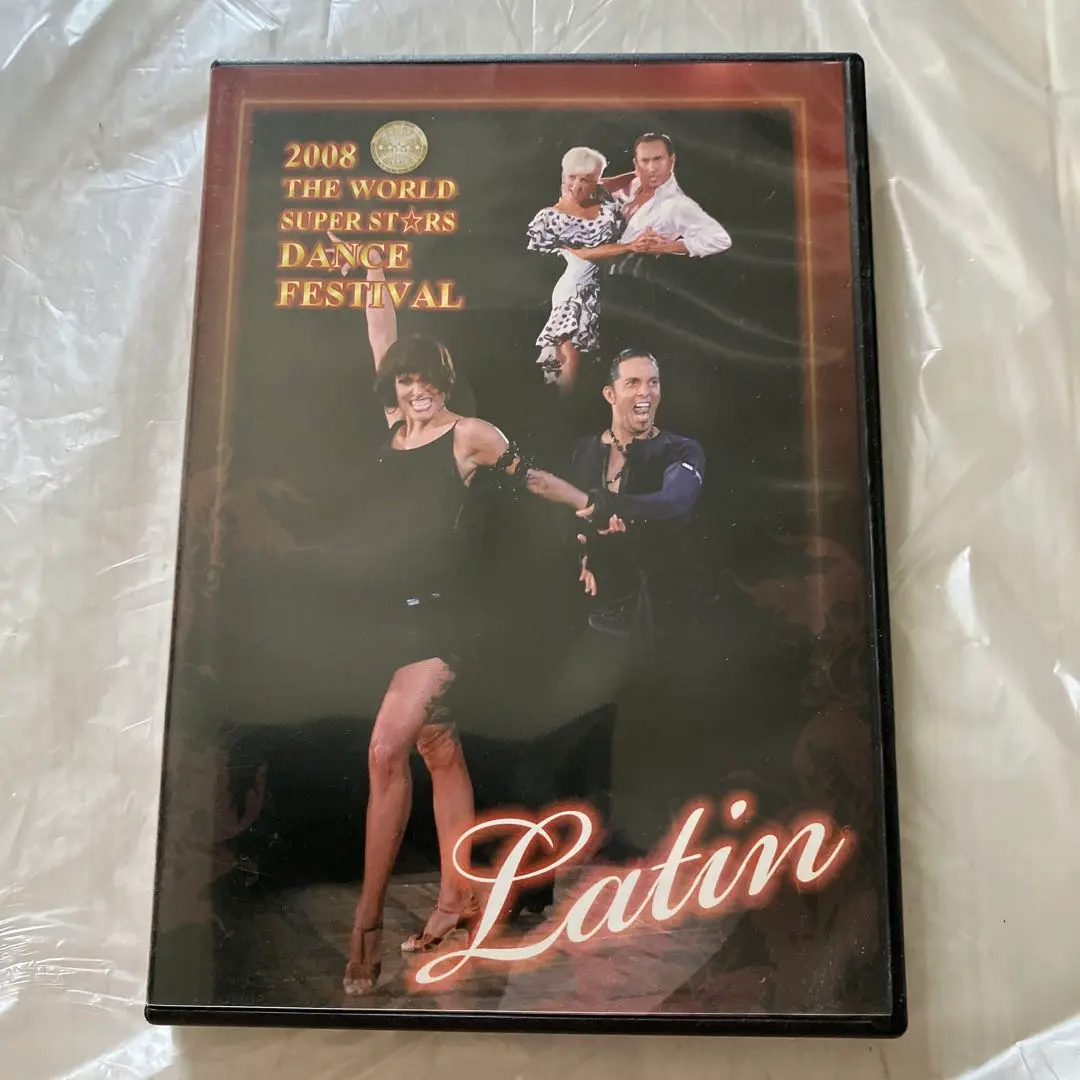 2008
THE WORLD
SUPER ST☆RS
DANCE
FESTIVAL
Latin